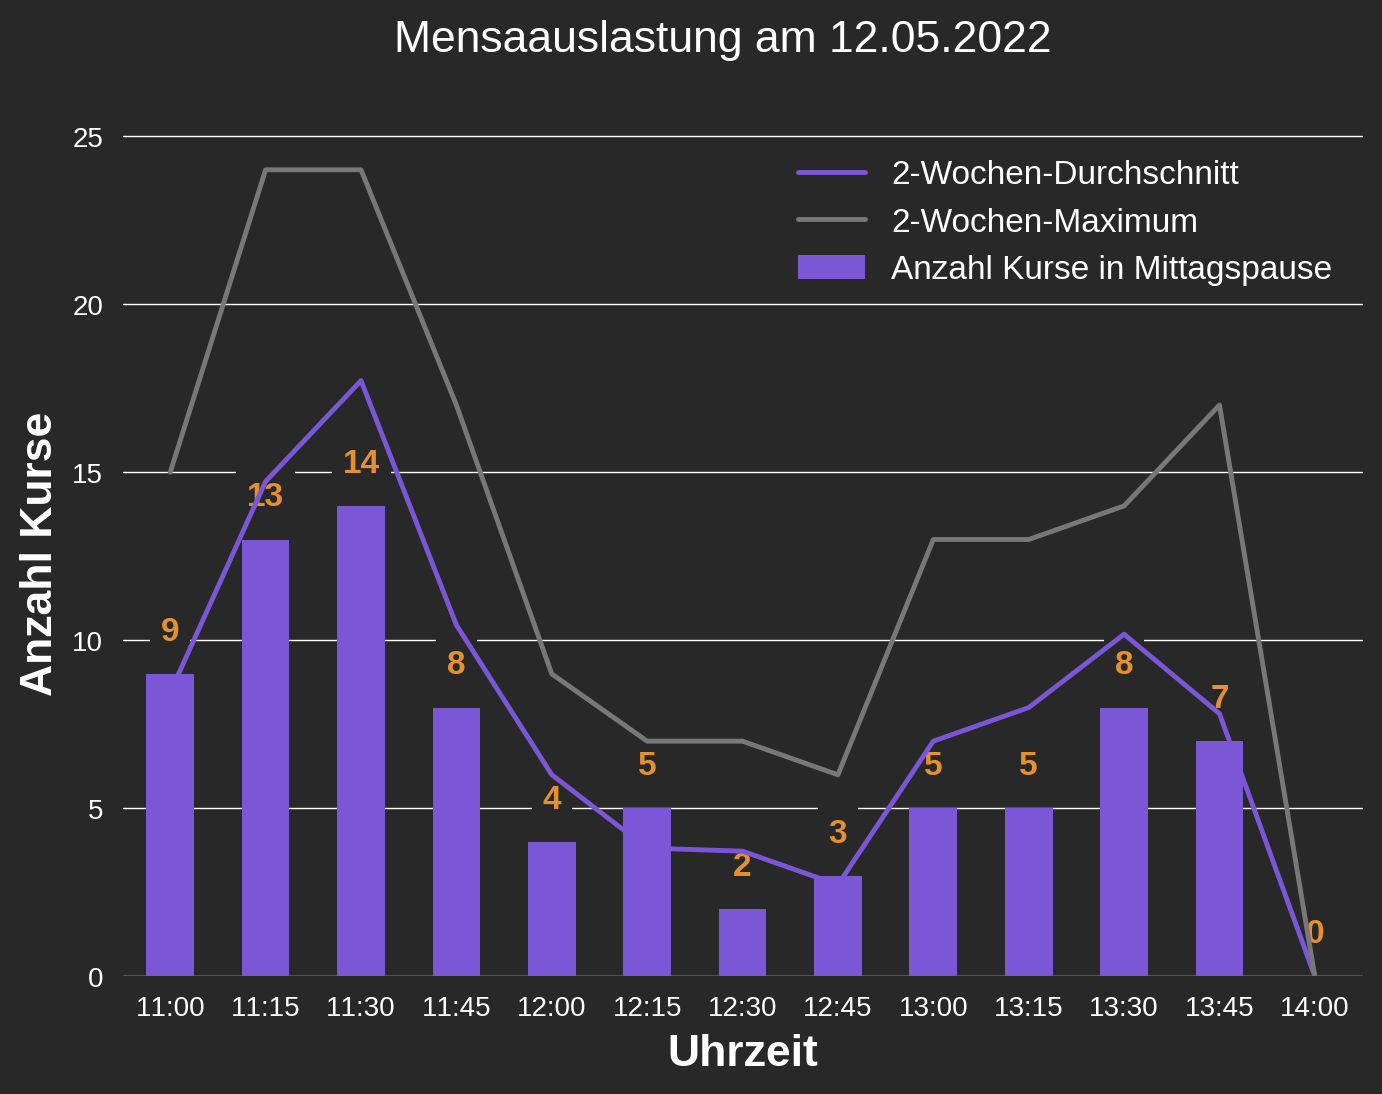 Mensaauslastung am 12.05.2022
25
20
15
10
5
0
Anzahl Kurse
2-Wochen-Durchschnitt
2-Wochen-Maximum
Anzahl Kurse in Mittagspause
9
13
14
8
4
5
2
3
5
5
8
7
0
11:00 11:15 11:30 11:45 12:00 12:15 12:30 12:45 13:00 13:15 13:30 13:45 14:00
Uhrzeit